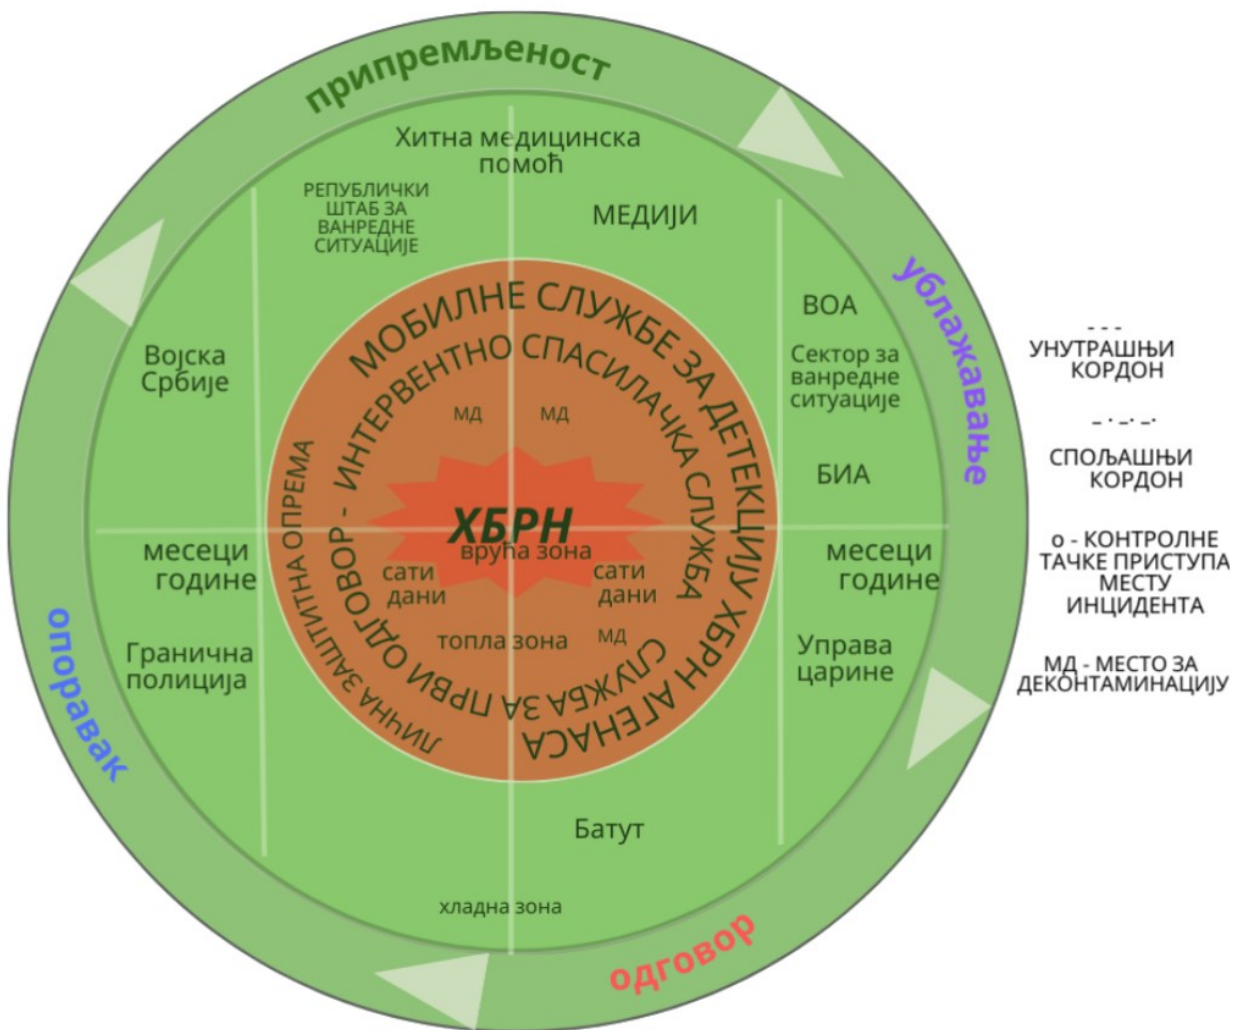 припремљеност
Хитна медицинска
помоћ
РЕПУБЛИЧКИ
ШТАБ ЗА
ВАНРЕДНЕ
СИТУАЦИЈЕ
МЕДИЈИ
ублажавање
ВОА
Сектор за
ванредне
ситуације
БИА
Војска
Србије
МОБИЛНЕ СЛУЖБЕ ЗА ДЕТЕКЦИЈУ ХБРН АГЕНАСА
СЛУЖБА ЗА ПРВИ ОДГОВОР - ИНТЕРВЕНТНО СПАСИЛАЧКА СЛУЖБА
ЛИЧНА ЗАШТИТНА ОПРЕМА
МД
МД
ХБРН
врућа зона
сати
дани
сати
дани
топла зона
МД
месеци
године
месеци
године
Гранична
полиција
Управа
царине
опоравак
Батут
хладна зона
одговор
- - -
УНУТРАШЊИ
КОРДОН
– · –· –·
СПОЉАШЊИ
КОРДОН
о - КОНТРОЛНЕ
ТАЧКЕ ПРИСТУПА
МЕСТУ
ИНЦИДЕНТА
МД - МЕСТО ЗА
ДЕКОНТАМИНАЦИЈУ